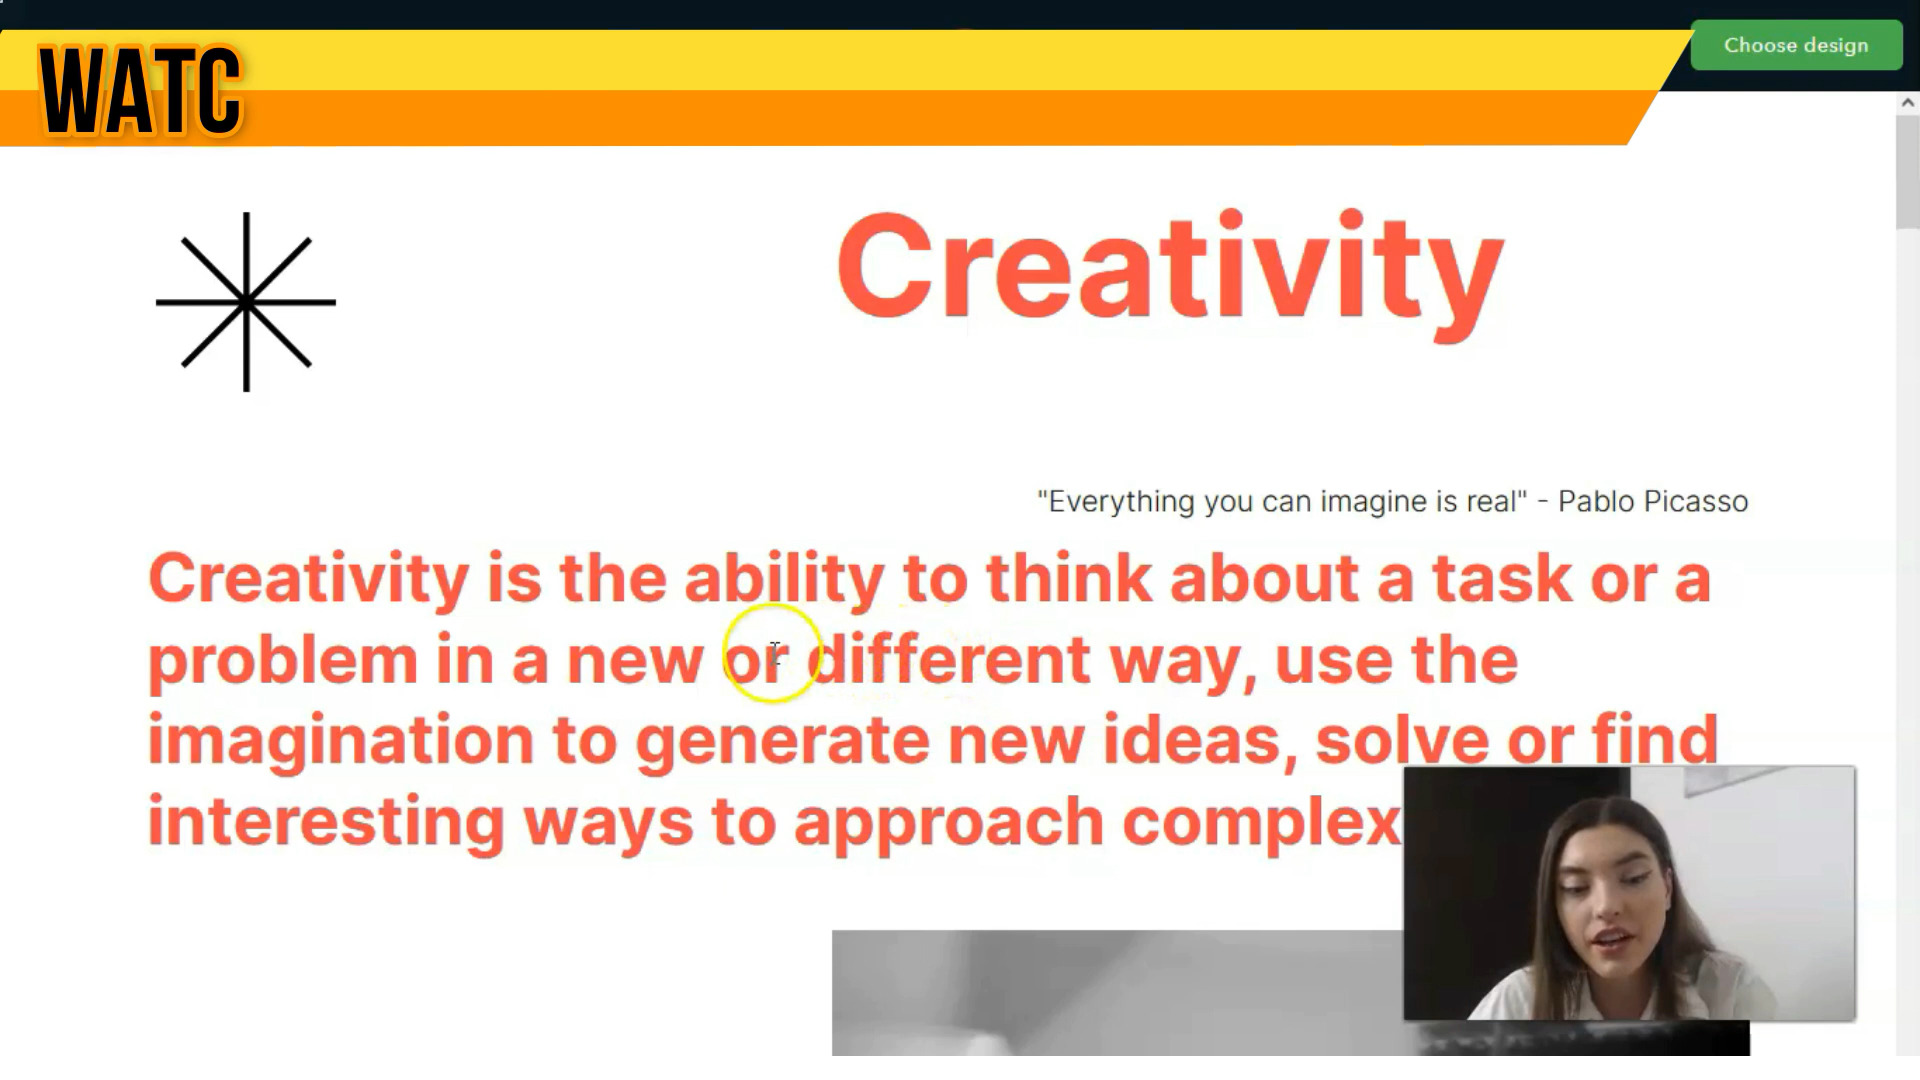 WATC
Choose design
Creativity
"Everything you can imagine is real" - Pablo Picasso
Creativity is the ability to think about a task or a
problem in a new or different way, use the
imagination to generate new ideas, solve or find
interesting ways to approach complex